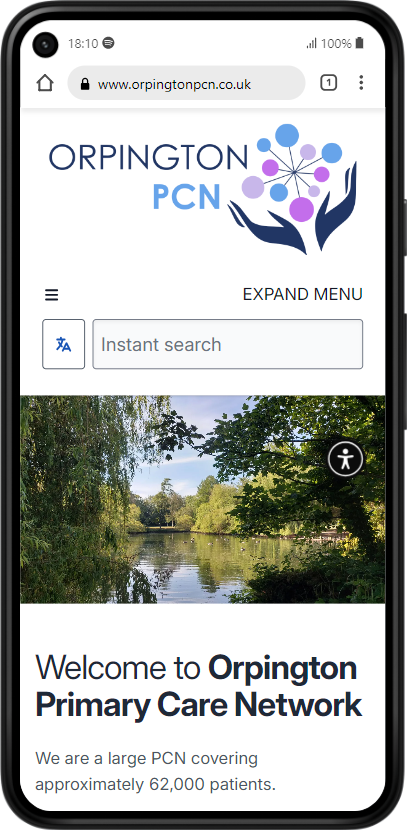 18:10 100%
www.orpingtonpcn.co.uk 1
ORPINGTON
PCN
EXPAND MENU
Instant search
Welcome to Orpington
Primary Care Network
We are a large PCN covering
approximately 62,000 patients.